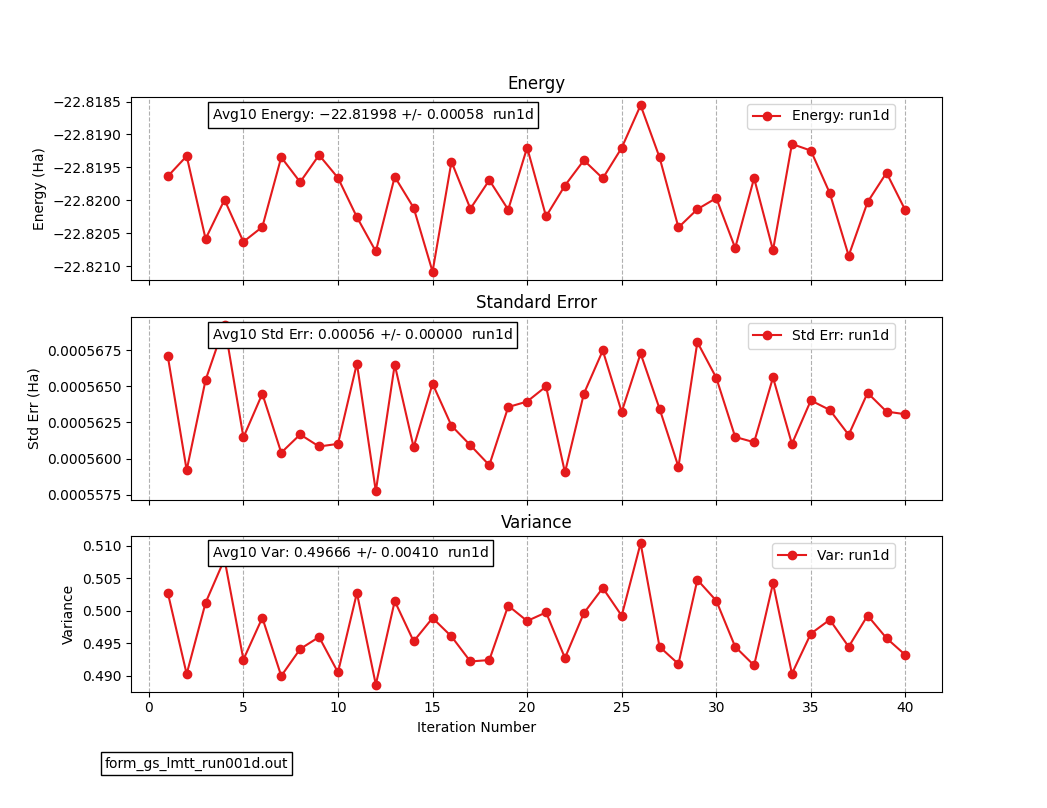 Energy
−22.8185
−22.8190
−22.8195
−22.8200
−22.8205
−22.8210
Energy (Ha)
Avg10 Energy: −22.81998 +/- 0.00058 run1d
Energy: run1d
Standard Error
0.0005675
0.0005650
0.0005625
0.0005600
0.0005575
Std Err (Ha)
Avg10 Std Err: 0.00056 +/- 0.00000 run1d
Std Err: run1d
Variance
0.510
0.505
0.500
0.495
0.490
Variance
Avg10 Var: 0.49666 +/- 0.00410 run1d
Var: run1d
0 5 10 15 20 25 30 35 40
Iteration Number
form_gs_lmtt_run001d.out